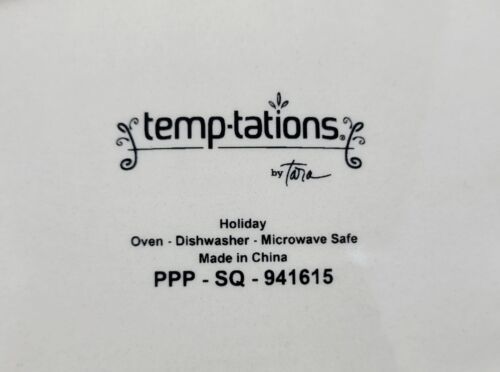 temp-tations®
by Tara
Holiday
Oven - Dishwasher - Microwave Safe
Made in China
PPP - SQ - 941615